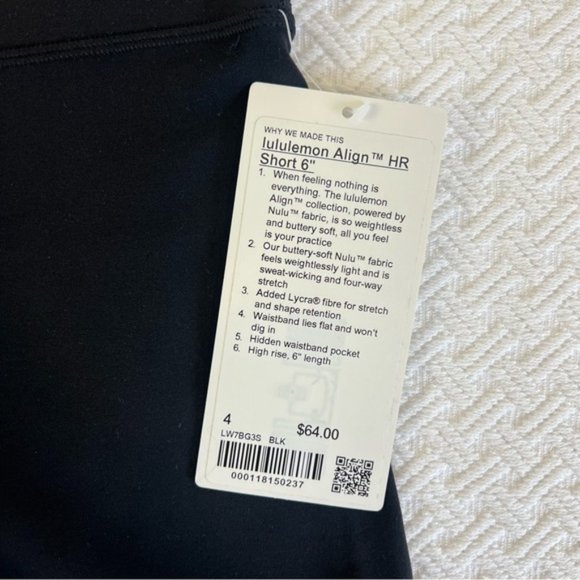 WHY WE MADE THIS
lululemon Align™ HR
Short 6"
1. When feeling nothing is
everything. The lululemon
Align™ collection, powered by
Nulu™ fabric, is so weightless
and buttery soft, all you feel
is your practice
2. Our buttery-soft Nulu™ fabric
feels weightlessly light and is
sweat-wicking and four-way
stretch
3. Added Lycra® fibre for stretch
and shape retention
4. Waistband lies flat and won't
dig in
5. Hidden waistband pocket
6. High rise, 6" length
4 $64.00
LW7BG3S BLK
000118150237